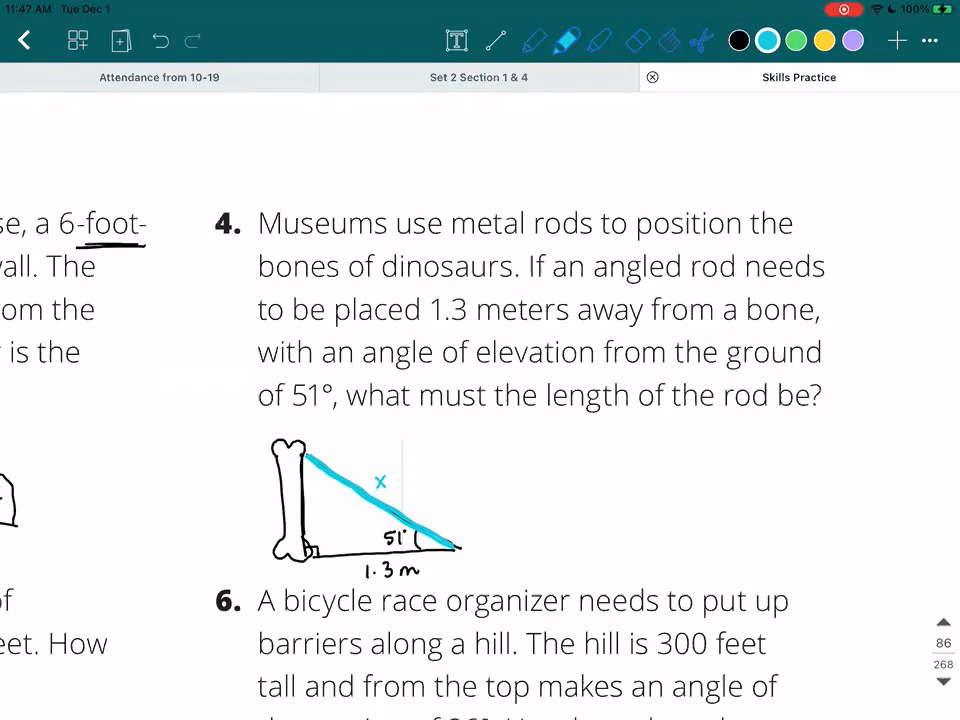 11:47 AM Tue Dec 1
100%
Attendance from 10-19
Set 2 Section 1 & 4
Skills Practice
se, a 6-foot-
vall. The
om the
is the
4. Museums use metal rods to position the
bones of dinosaurs. If an angled rod needs
to be placed 1.3 meters away from a bone,
with an angle of elevation from the ground
of 51°, what must the length of the rod be?
x
51°
1.3 m
of
eet. How
6. A bicycle race organizer needs to put up
barriers along a hill. The hill is 300 feet
tall and from the top makes an angle of
86
268